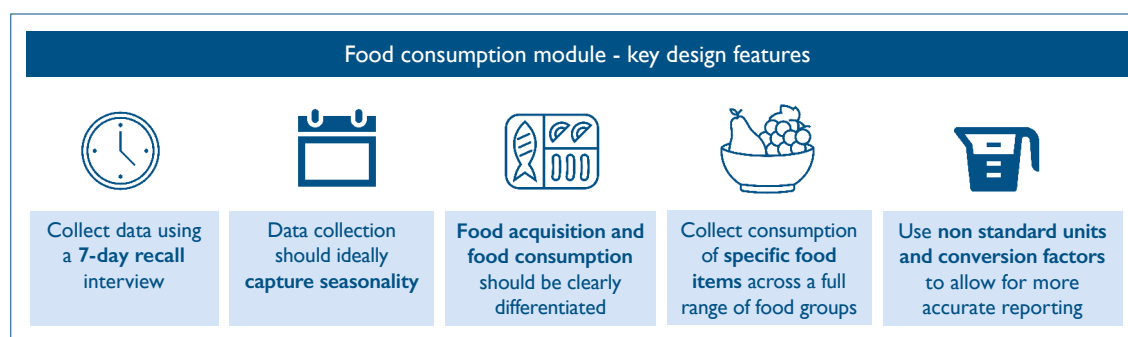 Food consumption module - key design features
Collect data using
a 7-day recall
interview
Data collection
should ideally
capture seasonality
Food acquisition and
food consumption
should be clearly
differentiated
Collect consumption
of specific food
items across a full
range of food groups
Use non standard units
and conversion factors
to allow for more
accurate reporting